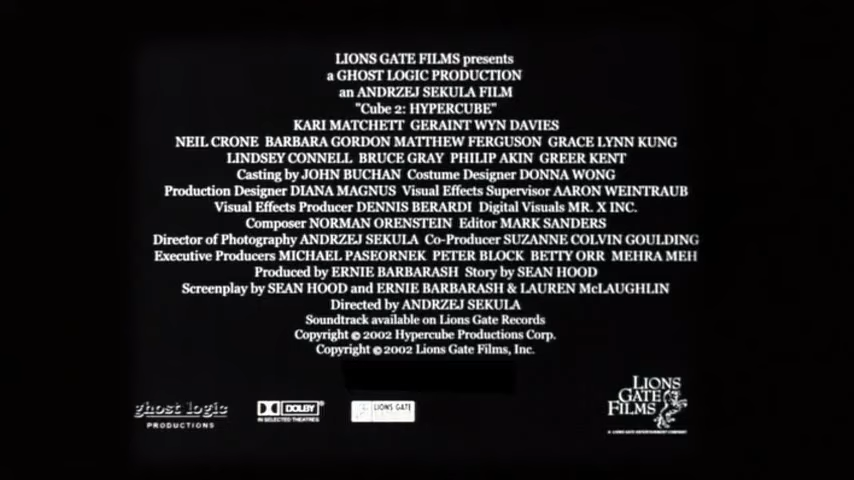 LIONS GATE FILMS presents
a GHOST LOGIC PRODUCTION
an ANDRZEJ SEKULA FILM
"Cube 2: HYPERCUBE"
KARI MATCHETT GERAINT WYN DAVIES
NEIL CRONE BARBARA GORDON MATTHEW FERGUSON GRACE LYNN KUNG
LINDSEY CONNELL BRUCE GRAY PHILIP AKIN GREER KENT
Casting by JOHN BUCHAN Costume Designer DONNA WONG
Production Designer DIANA MAGNUS Visual Effects Supervisor AARON WEINTRAUB
Visual Effects Producer DENNIS BERARDI Digital Visuals MR. X INC.
Composer NORMAN ORENSTEIN Editor MARK SANDERS
Director of Photography ANDRZEJ SEKULA Co-Producer SUZANNE COLVIN GOULDING
Executive Producers MICHAEL PASEORNEK PETER BLOCK BETTY ORR MEHRA MEH
Produced by ERNIE BARBARASH Story by SEAN HOOD
Screenplay by SEAN HOOD and ERNIE BARBARASH & LAUREN McLAUGHLIN
Directed by ANDRZEJ SEKULA
Soundtrack available on Lions Gate Records
Copyright © 2002 Hypercube Productions Corp.
Copyright © 2002 Lions Gate Films, Inc.
ghost logic
PRODUCTIONS
DOLBY
IN SELECTED THEATRES
LIONS GATE
LIONS
GATE
FILMS
A LIONS GATE ENTERTAINMENT COMPANY